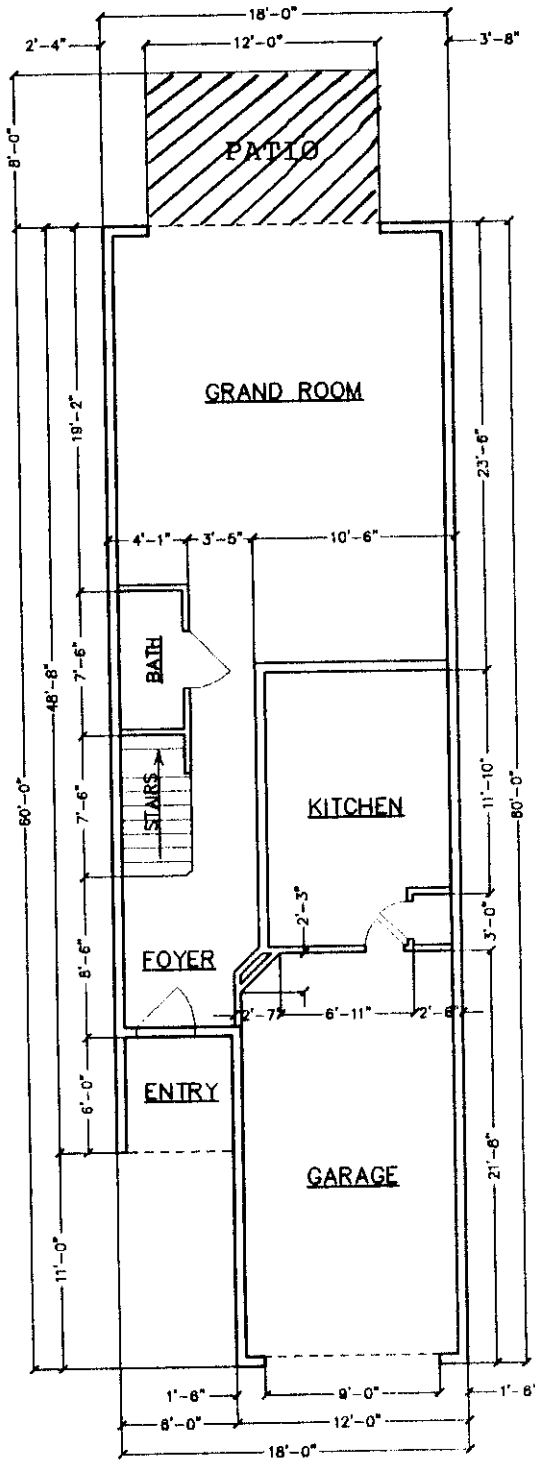 18'-0"
2'-4" 12'-0" 3'-8"
8'-0"
PATIO
GRAND ROOM
19'-2"
23'-6"
4'-1" 3'-5" 10'-6"
BATH
7'-6"
48'-8"
60'-0"
60'-0"
STAIRS
7'-6"
KITCHEN
11'-10"
2'-3"
3'-0"
8'-6"
FOYER
2'-7" 6'-11" 2'-6"
6'-0"
ENTRY
GARAGE
21'-8"
11'-0"
1'-6" 9'-0" 1'-6"
6'-0" 12'-0"
18'-0"